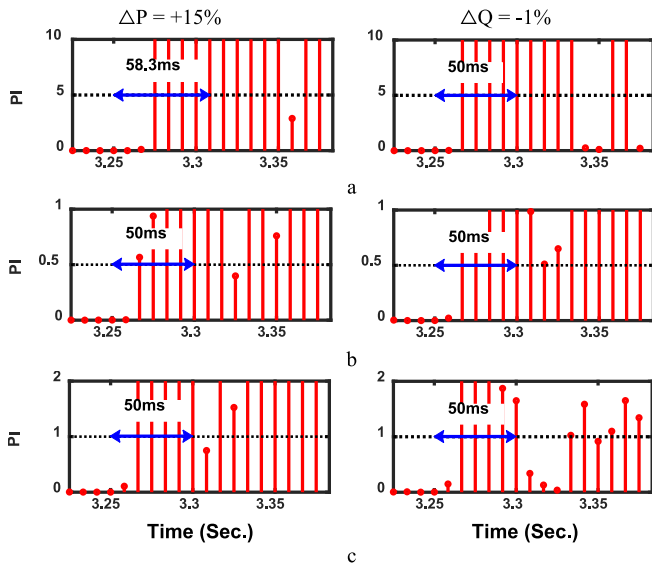 △P = +15%
△Q = -1%
10
5
0
PI
58.3ms
3.25
3.3
3.35
10
5
0
50ms
3.25
3.3
3.35
a
1
0.5
0
PI
50ms
3.25
3.3
3.35
1
0.5
0
50ms
3.25
3.3
3.35
b
2
1
0
PI
50ms
3.25
3.3
3.35
Time (Sec.)
2
1
0
50ms
3.25
3.3
3.35
Time (Sec.)
c